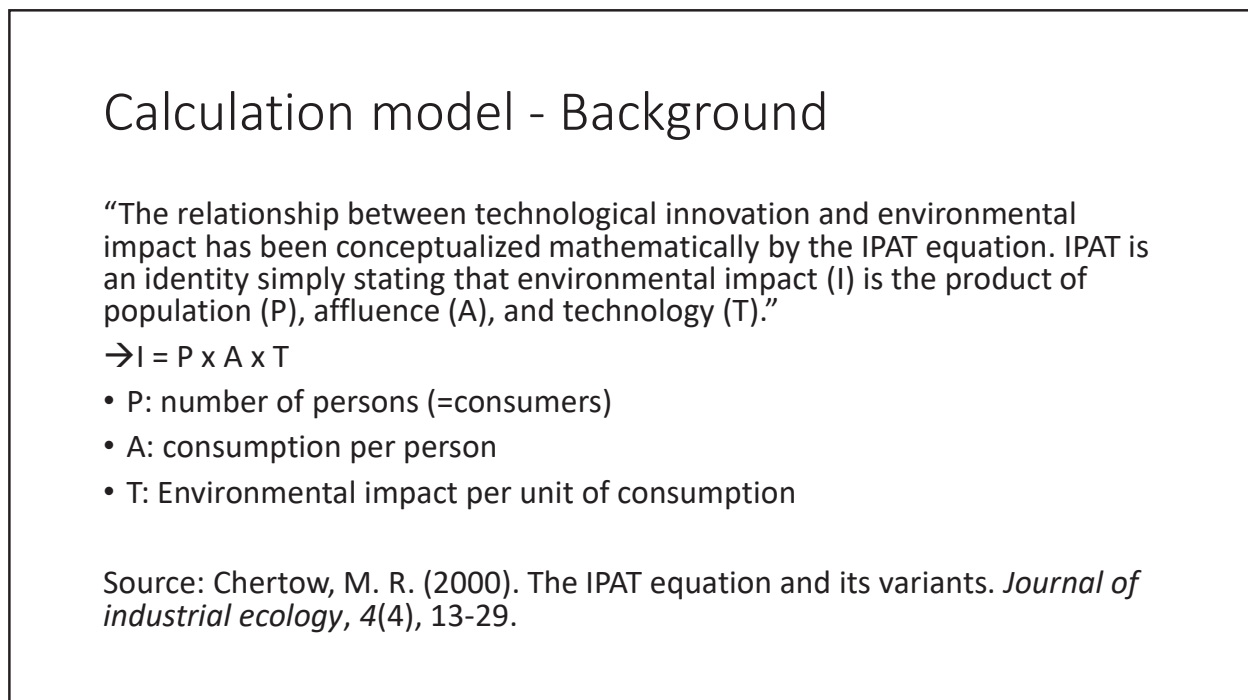 Calculation model - Background
“The relationship between technological innovation and environmental
impact has been conceptualized mathematically by the IPAT equation. IPAT is
an identity simply stating that environmental impact (I) is the product of
population (P), affluence (A), and technology (T).”
→I = P x A x T
• P: number of persons (=consumers)
• A: consumption per person
• T: Environmental impact per unit of consumption
Source: Chertow, M. R. (2000). The IPAT equation and its variants. Journal of
industrial ecology, 4(4), 13-29.